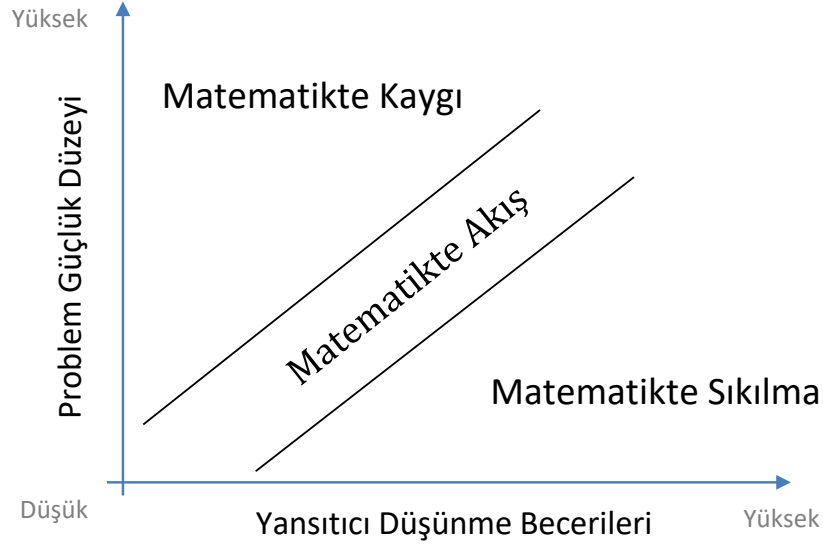 Yüksek
Matematikte Kaygı
Problem Güçlük Düzeyi
Matematikte Akış
Matematikte Sıkılma
Düşük
Yansıtıcı Düşünme Becerileri
Yüksek